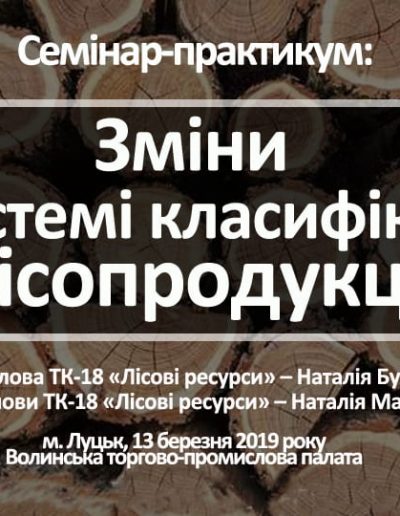 Семінар-практикум:
Зміни
стемі класифік
ісопродукц
лова ТК-18 «Лісові ресурси» – Наталія Бу
нови ТК-18 «Лісові ресурси» – Наталія Ма
м. Луцьк, 13 березня 2019 року
Волинська торгово-промислова палата